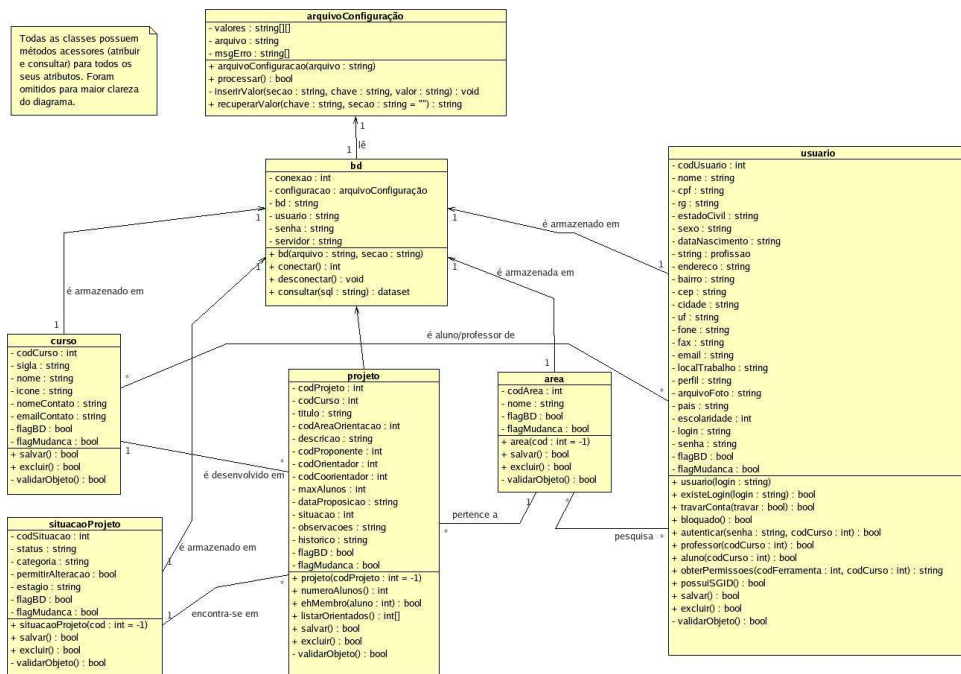 arquivoConfiguração
- valores : string[][]
- arquivo : string
- msgErro : string[]
+ arquivoConfiguracao(arquivo : string)
+ processar() : bool
- inserirValor(secao : string, chave : string, valor : string) : void
+ recuperarValor(chave : string, secao : string = "") : string
Todas as classes possuem
métodos acessores (atribuir
e consultar) para todos os
seus atributos. Foram
omitidos para maior clareza
do diagrama.
1
lê
1
bd
- conexao : int
- configuracao : arquivoConfiguração
- bd : string
- usuario : string
- senha : string
- servidor : string
+ bd(arquivo : string, secao : string)
+ conectar() : int
+ desconectar() : void
+ consultar(sql : string) : dataset
1
1
1
1
é armazenado em
1
é armazenada em
1
é armazenado em
1
é aluno/professor de
*
*
usuario
- codUsuario : int
- nome : string
- cpf : string
- rg : string
- estadoCivil : string
- sexo : string
- dataNascimento : string
- string : profissao
- endereco : string
- bairro : string
- cep : string
- cidade : string
- uf : string
- fone : string
- fax : string
- email : string
- localTrabalho : string
- perfil : string
- arquivoFoto : string
- pais : string
- escolaridade : int
- login : string
- senha : string
- flagBD : bool
- flagMudanca : bool
+ usuario(login : string)
+ existeLogin(login : string) : bool
+ travarConta(travar : bool) : bool
+ bloquado() : bool
+ autenticar(senha : string, codCurso : int) : bool
+ professor(codCurso : int) : bool
+ aluno(codCurso : int) : bool
+ obterPermissoes(codFerramenta : int, codCurso : int) : string
+ possuiSGID() : bool
+ salvar() : bool
+ excluir() : bool
- validarObjeto() : bool
curso
- codCurso : int
- sigla : string
- nome : string
- icone : string
- nomeContato : string
- emailContato : string
- flagBD : bool
- flagMudanca : bool
+ salvar() : bool
+ excluir() : bool
- validarObjeto() : bool
1
*
é desenvolvido em
projeto
- codProjeto : int
- codCurso : int
- titulo : string
- codAreaOrientacao : int
- descricao : string
- codProponente : int
- codOrientador : int
- codCoorientador : int
- maxAlunos : int
- dataProposicao : string
- situacao : int
- observacoes : string
- historico : string
- flagBD : bool
- flagMudanca : bool
+ projeto(codProjeto : int = -1)
+ numeroAlunos() : int
+ ehMembro(aluno : int) : bool
+ listarOrientados() : int[]
+ salvar() : bool
+ excluir() : bool
- validarObjeto() : bool
area
- codArea : int
- nome : string
- flagBD : bool
- flagMudanca : bool
+ area(cod : int = -1)
+ salvar() : bool
+ excluir() : bool
- validarObjeto() : bool
1
*
pertence a
*
pesquisa
*
situacaoProjeto
- codSituacao : int
- status : string
- categoria : string
- permitirAlteracao : bool
- estagio : string
- flagBD : bool
- flagMudanca : bool
+ situacaoProjeto(cod : int = -1)
+ salvar() : bool
+ excluir() : bool
- validarObjeto() : bool
é armazenado em
1
*
1
encontra-se em